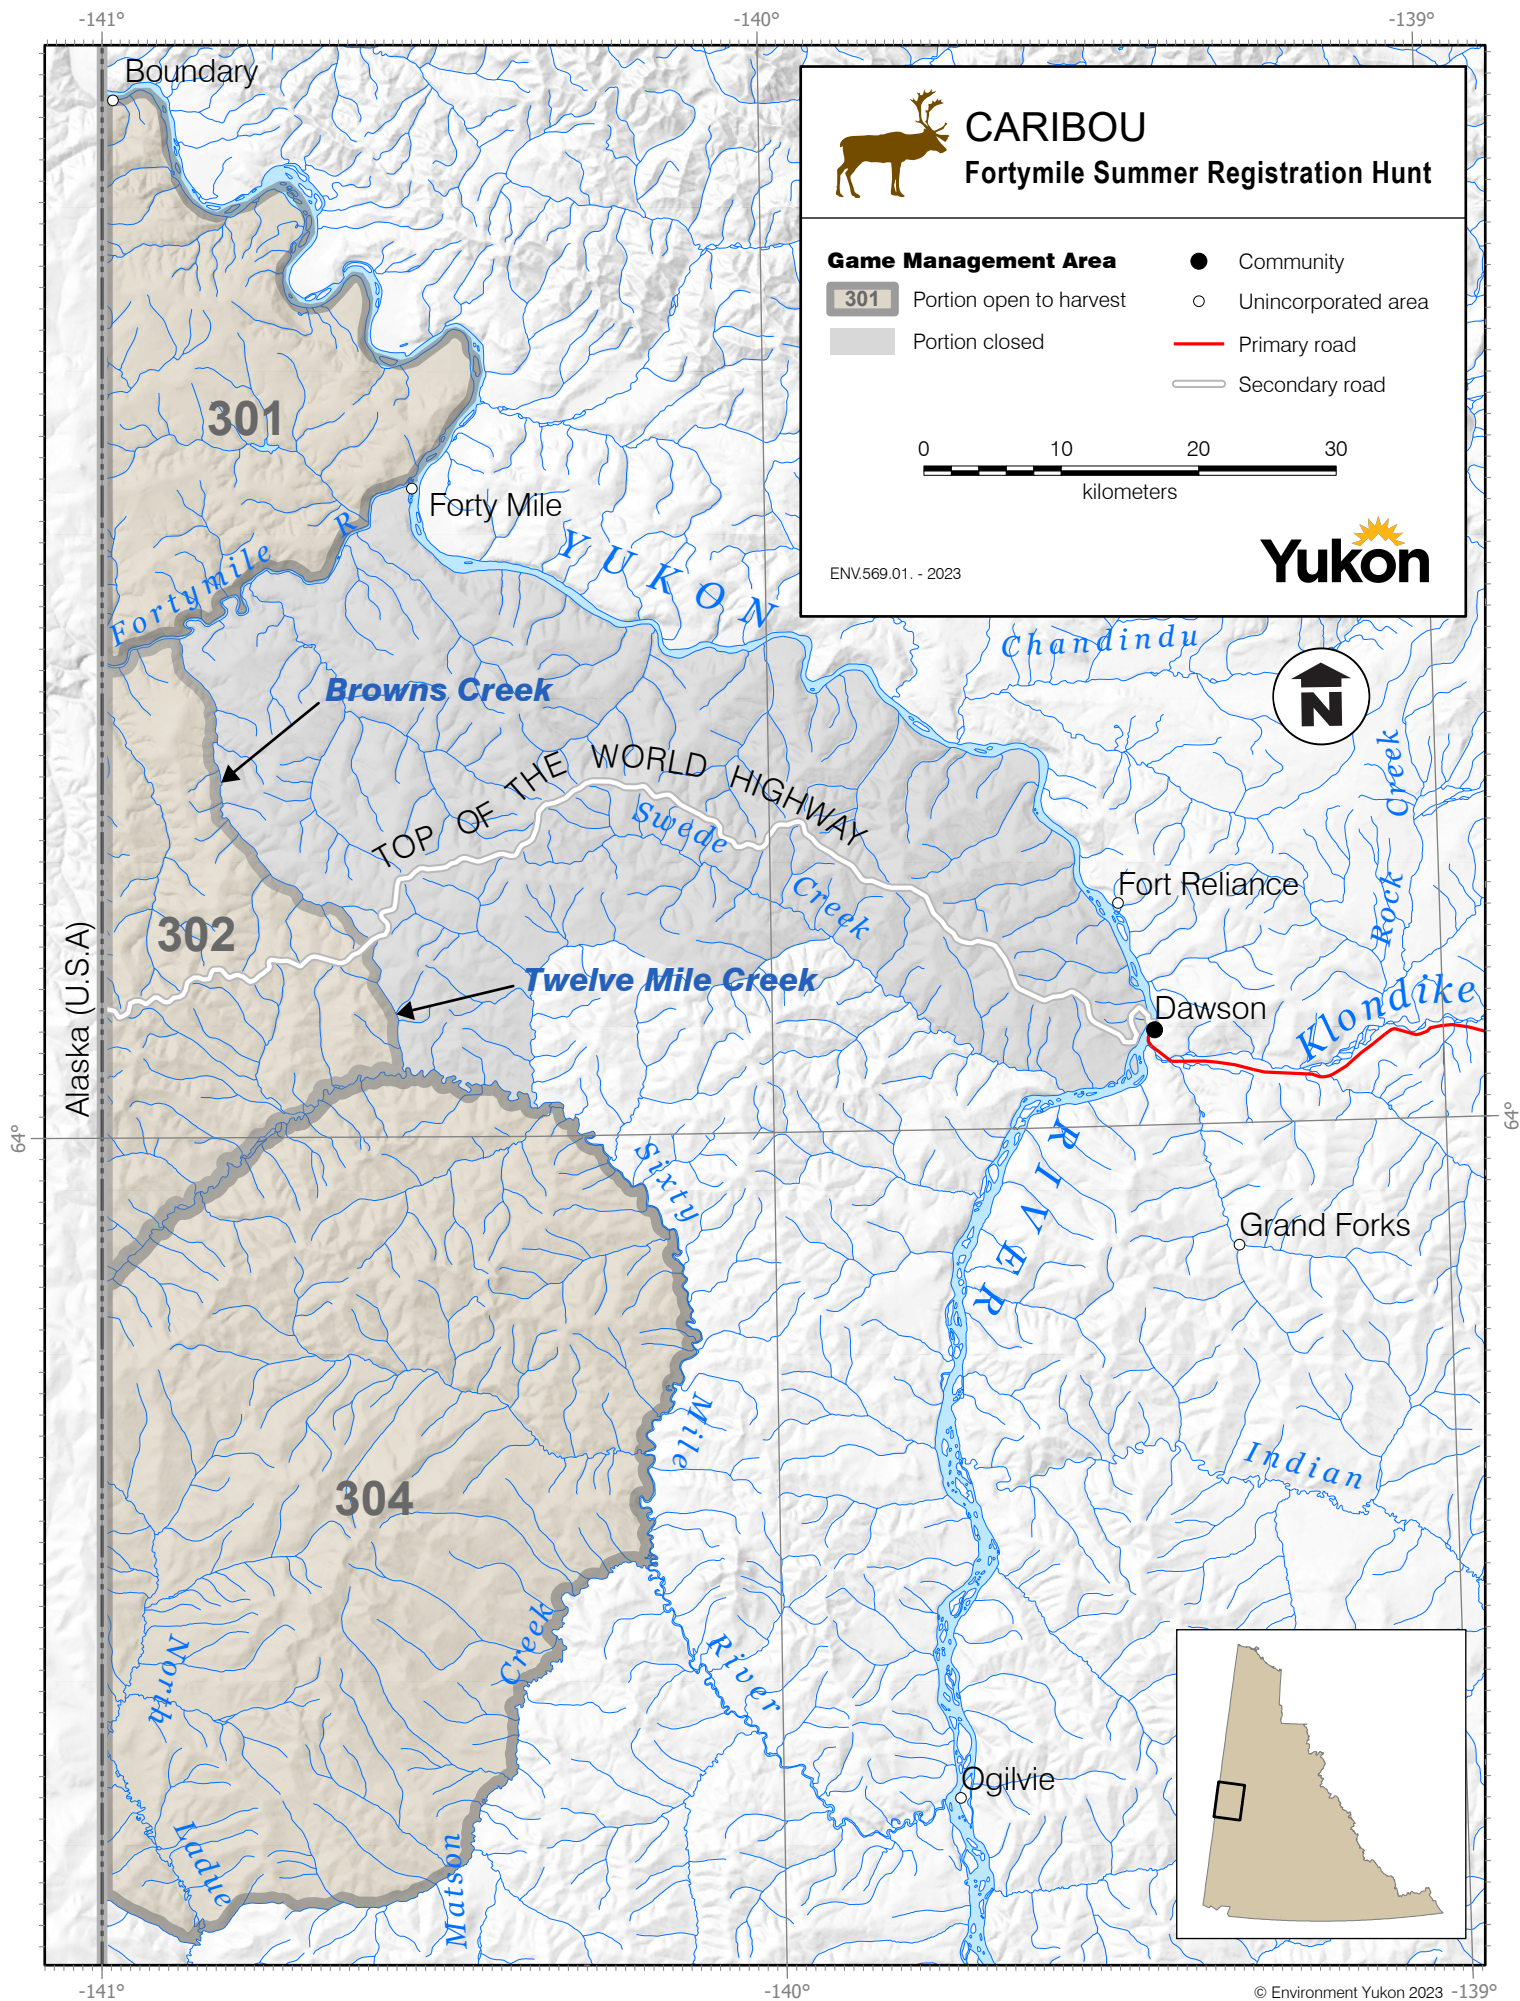 -141°
-140°
-139°
Boundary
CARIBOU
Fortymile Summer Registration Hunt
Game Management Area
301
Portion open to harvest
Portion closed
Community
Unincorporated area
Primary road
Secondary road
0 10 20 30
kilometers
ENV.569.01. - 2023
Yukon
301
Forty Mile
Fortymile R
YUKON
Chandindu
N
Browns Creek
TOP OF THE WORLD HIGHWAY
Swede Creek
Rock Creek
Fort Reliance
302
Alaska (U.S.A)
Twelve Mile Creek
Dawson
Klondike
64°
64°
RIVER
Sixty Mile River
Grand Forks
Indian
304
Matson Creek
North Ladue
Ogilvie
-141°
-140°
© Environment Yukon 2023
-139°